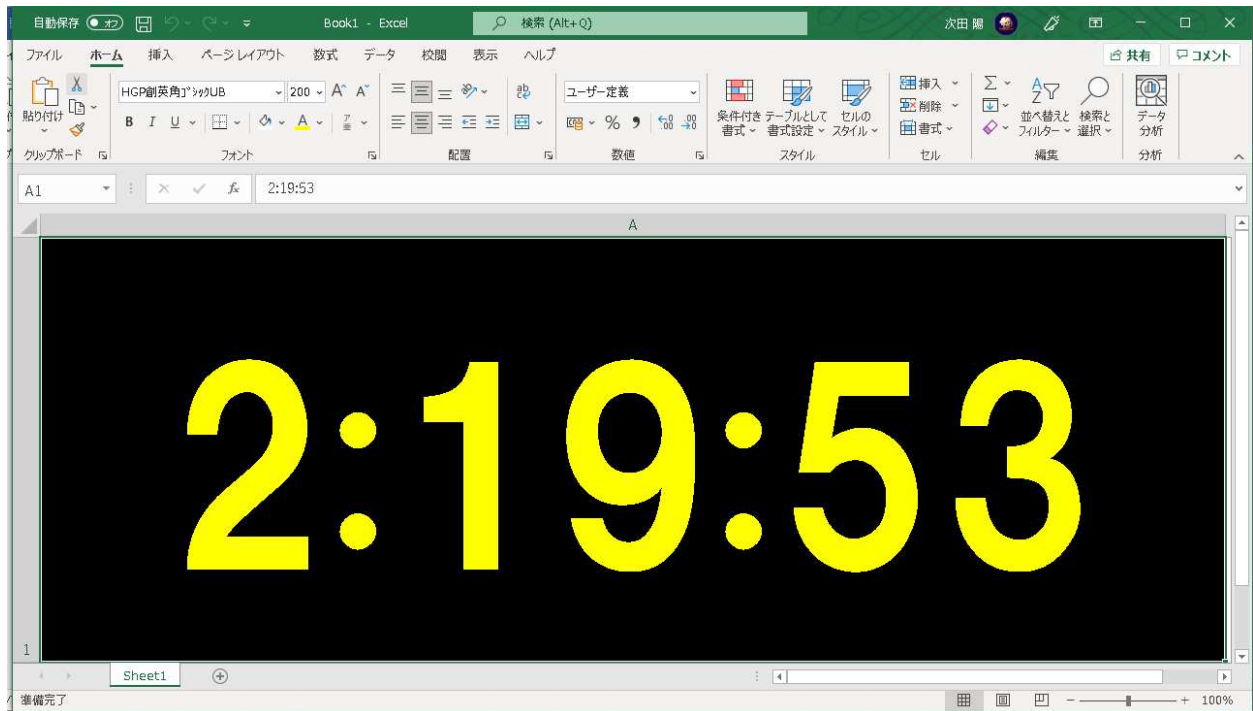 自動保存 オフ Book1 - Excel 検索 (Alt+Q) 次田 陽
ファイル ホーム 挿入 ページ レイアウト 数式 データ 校閲 表示 ヘルプ 共有 コメント
貼り付け
HGP創英角ゴシックUB 200 A^ A˅
B I U A
ab
ユーザー定義
% 9 .00 .00
条件付き書式 テーブルとして書式設定 セルのスタイル
挿入
削除
書式
Σ
並べ替えとフィルター 検索と選択
データ分析
クリップボード フォント 配置 数値 スタイル セル 編集 分析
A1 fx 2:19:53
A
1
2:19:53
Sheet1
準備完了 100%